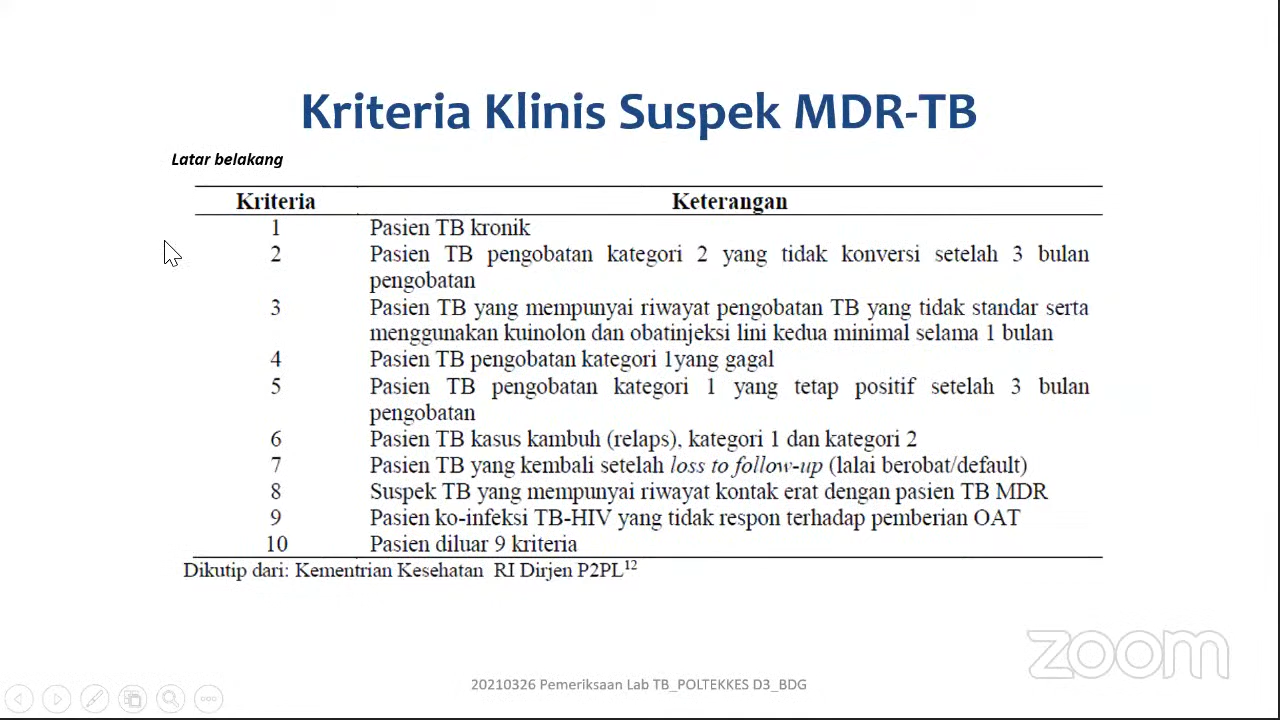 Kriteria Klinis Suspek MDR-TB
Latar belakang
Kriteria Keterangan
1 Pasien TB kronik
2 Pasien TB pengobatan kategori 2 yang tidak konversi setelah 3 bulan
pengobatan
3 Pasien TB yang mempunyai riwayat pengobatan TB yang tidak standar serta
menggunakan kuinolon dan obatinjeksi lini kedua minimal selama 1 bulan
4 Pasien TB pengobatan kategori 1yang gagal
5 Pasien TB pengobatan kategori 1 yang tetap positif setelah 3 bulan
pengobatan
6 Pasien TB kasus kambuh (relaps), kategori 1 dan kategori 2
7 Pasien TB yang kembali setelah loss to follow-up (lalai berobat/default)
8 Suspek TB yang mempunyai riwayat kontak erat dengan pasien TB MDR
9 Pasien ko-infeksi TB-HIV yang tidak respon terhadap pemberian OAT
10 Pasien diluar 9 kriteria
Dikutip dari: Kementrian Kesehatan RI Dirjen P2PL12
zoom
20210326 Pemeriksaan Lab TB_POLTEKKES D3_BDG